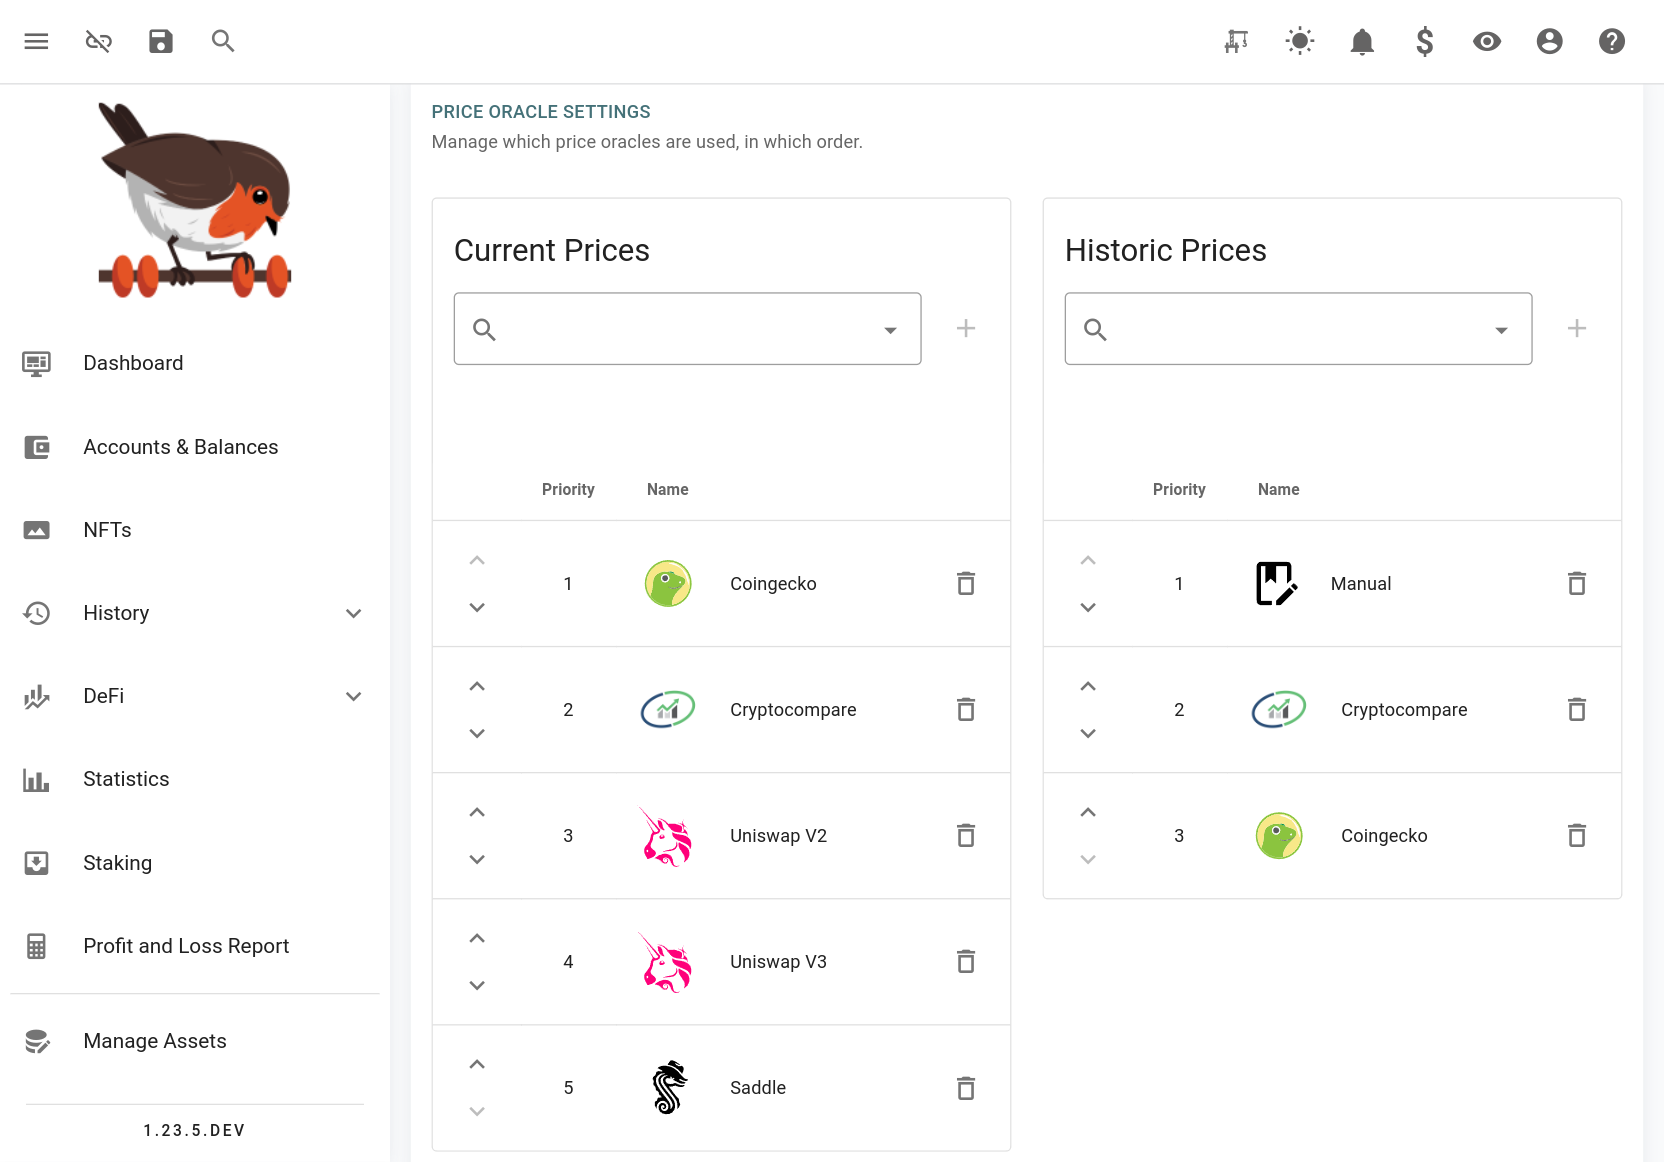 PRICE ORACLE SETTINGS
Manage which price oracles are used, in which order.
Dashboard
Accounts & Balances
NFTs
History
DeFi
Statistics
Staking
Profit and Loss Report
Manage Assets
1.23.5.DEV
Current Prices
Priority Name
1 Coingecko
2 Cryptocompare
3 Uniswap V2
4 Uniswap V3
5 Saddle
Historic Prices
Priority Name
1 Manual
2 Cryptocompare
3 Coingecko